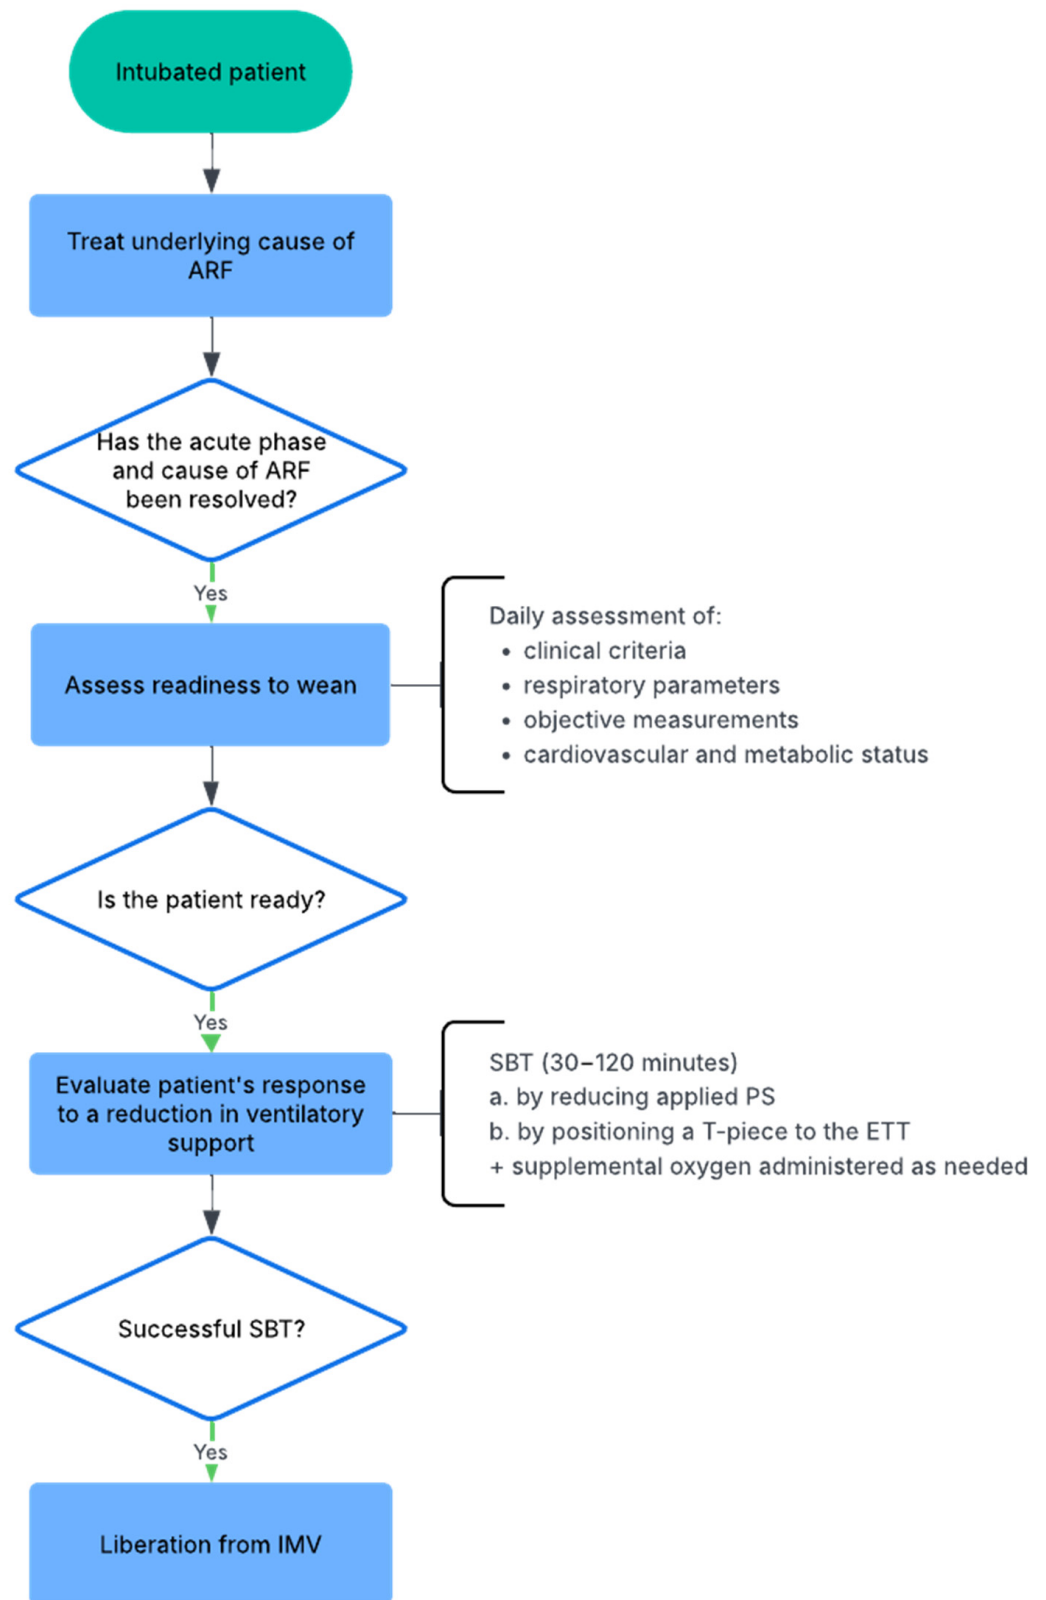 Intubated patient
Treat underlying cause of
ARF
Has the acute phase
and cause of ARF
been resolved?
Yes
Assess readiness to wean
Daily assessment of:
• clinical criteria
• respiratory parameters
• objective measurements
• cardiovascular and metabolic status
Is the patient ready?
Yes
Evaluate patient's response
to a reduction in ventilatory
support
SBT (30–120 minutes)
a. by reducing applied PS
b. by positioning a T-piece to the ETT
+ supplemental oxygen administered as needed
Successful SBT?
Yes
Liberation from IMV